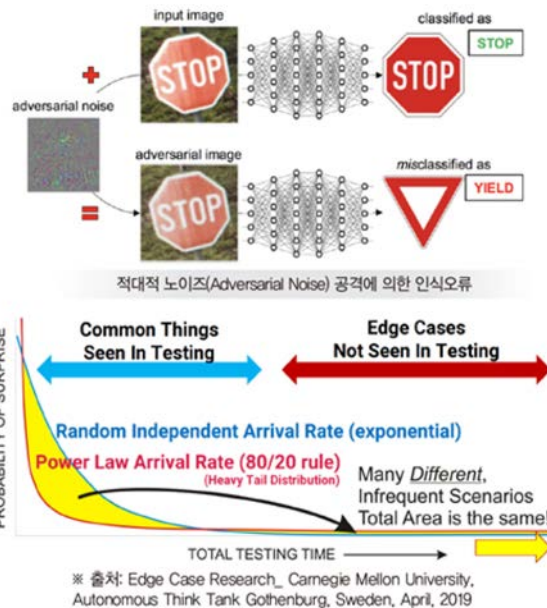 input image
classified as
STOP
STOP
STOP
adversarial noise
adversarial image
misclassified as
STOP
YIELD
적대적 노이즈(Adversarial Noise) 공격에 의한 인식오류
Common Things
Seen In Testing
Edge Cases
Not Seen In Testing
PROBABILITY OF SURPRISE
Random Independent Arrival Rate (exponential)
Power Law Arrival Rate (80/20 rule)
(Heavy Tail Distribution)
Many Different,
Infrequent Scenarios
Total Area is the same!
TOTAL TESTING TIME
※ 출처: Edge Case Research_ Carnegie Mellon University,
Autonomous Think Tank Gothenburg, Sweden, April, 2019